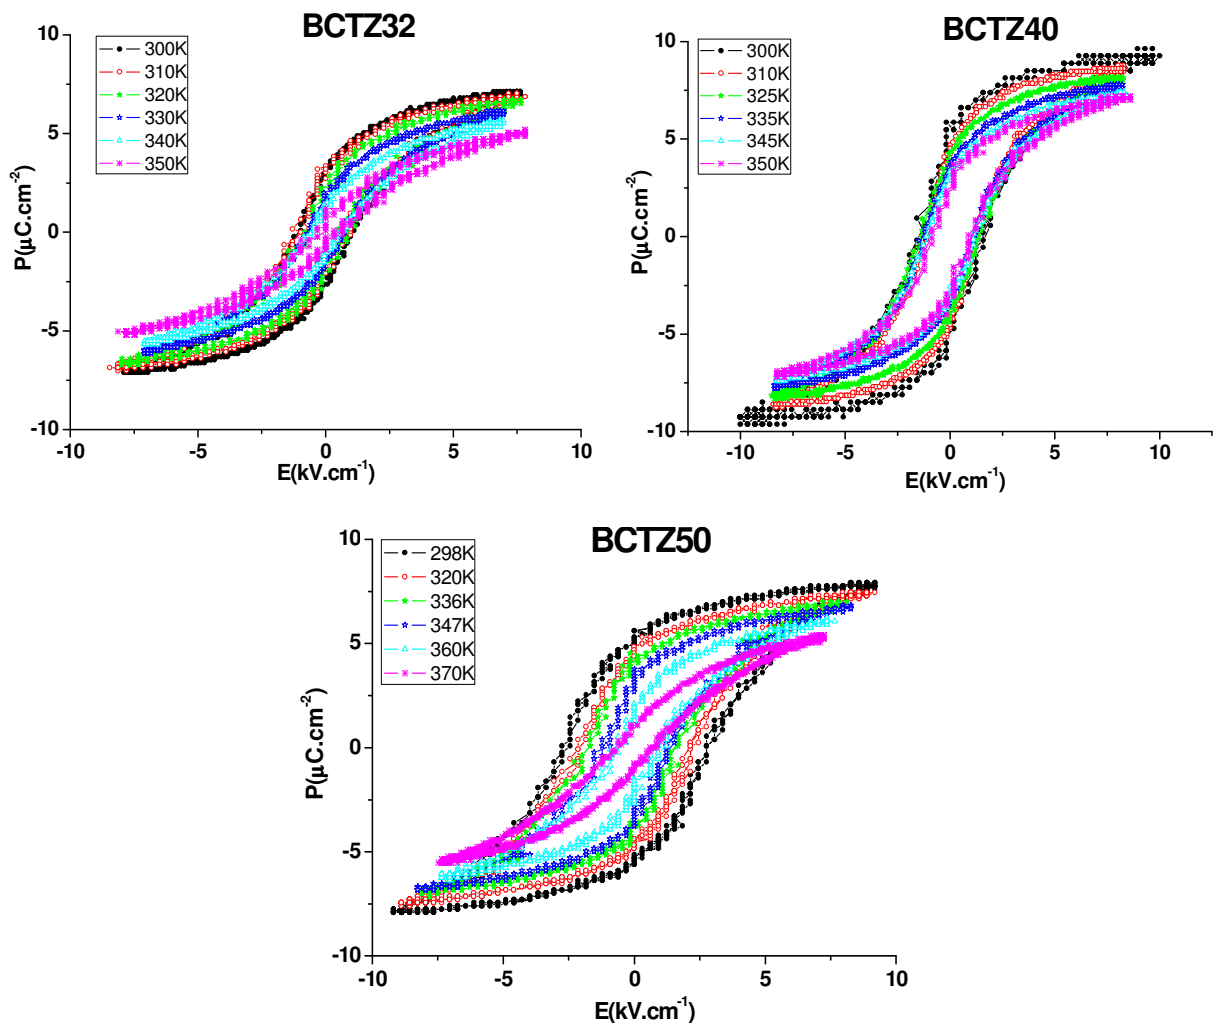 BCTZ32
10
5
0
-5
-10
P(μC.cm-2)
300K
310K
320K
330K
340K
350K
-10
-5
0
5
10
E(kV.cm-1)
BCTZ40
10
5
0
-5
-10
P(μC.cm-2)
300K
310K
325K
335K
345K
350K
-10
-5
0
5
10
E(kV.cm-1)
BCTZ50
10
5
0
-5
-10
P(μC.cm-2)
298K
320K
336K
347K
360K
370K
-10
-5
0
5
10
E(kV.cm-1)